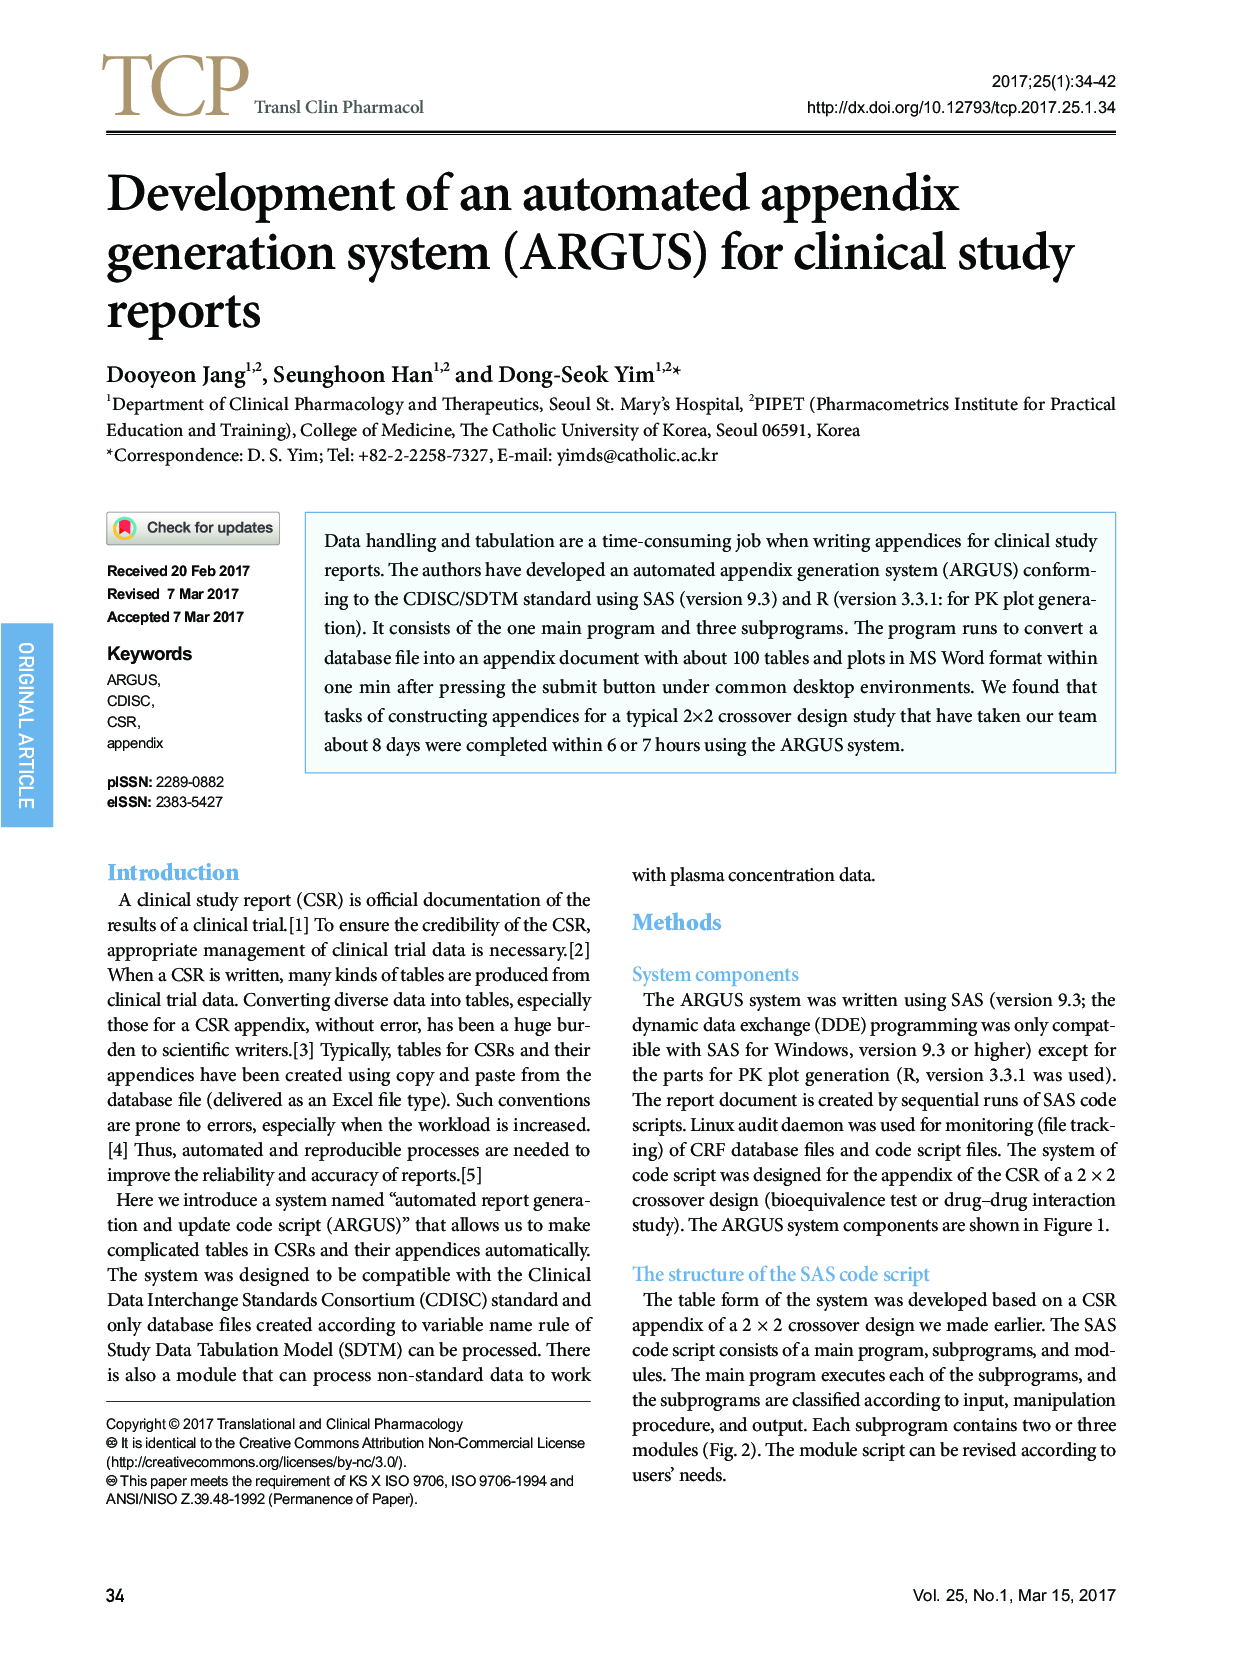 TCP
Transl Clin Pharmacol
2017;25(1):34-42
http://dx.doi.org/10.12793/tcp.2017.25.1.34
Development of an automated appendix
generation system (ARGUS) for clinical study
reports
Dooyeon Jang1,2, Seunghoon Han1,2 and Dong-Seok Yim1,2*
1Department of Clinical Pharmacology and Therapeutics, Seoul St. Mary's Hospital, 2PIPET (Pharmacometrics Institute for Practical
Education and Training), College of Medicine, The Catholic University of Korea, Seoul 06591, Korea
*Correspondence: D. S. Yim; Tel: +82-2-2258-7327, E-mail: yimds@catholic.ac.kr
Check for updates
Received 20 Feb 2017
Revised 7 Mar 2017
Accepted 7 Mar 2017
Keywords
ARGUS,
CDISC,
CSR,
appendix
pISSN: 2289-0882
eISSN: 2383-5427
ORIGINAL ARTICLE
Data handling and tabulation are a time-consuming job when writing appendices for clinical study
reports. The authors have developed an automated appendix generation system (ARGUS) conform-
ing to the CDISC/SDTM standard using SAS (version 9.3) and R (version 3.3.1: for PK plot genera-
tion). It consists of the one main program and three subprograms. The program runs to convert a
database file into an appendix document with about 100 tables and plots in MS Word format within
one min after pressing the submit button under common desktop environments. We found that
tasks of constructing appendices for a typical 2×2 crossover design study that have taken our team
about 8 days were completed within 6 or 7 hours using the ARGUS system.
Introduction
A clinical study report (CSR) is official documentation of the
results of a clinical trial.[1] To ensure the credibility of the CSR,
appropriate management of clinical trial data is necessary.[2]
When a CSR is written, many kinds of tables are produced from
clinical trial data. Converting diverse data into tables, especially
those for a CSR appendix, without error, has been a huge bur-
den to scientific writers.[3] Typically, tables for CSRs and their
appendices have been created using copy and paste from the
database file (delivered as an Excel file type). Such conventions
are prone to errors, especially when the workload is increased.
[4] Thus, automated and reproducible processes are needed to
improve the reliability and accuracy of reports.[5]
Here we introduce a system named “automated report genera-
tion and update code script (ARGUS)” that allows us to make
complicated tables in CSRs and their appendices automatically.
The system was designed to be compatible with the Clinical
Data Interchange Standards Consortium (CDISC) standard and
only database files created according to variable name rule of
Study Data Tabulation Model (SDTM) can be processed. There
is also a module that can process non-standard data to work
Copyright © 2017 Translational and Clinical Pharmacology
It is identical to the Creative Commons Attribution Non-Commercial License
(http://creativecommons.org/licenses/by-nc/3.0/).
This paper meets the requirement of KS X ISO 9706, ISO 9706-1994 and
ANSI/NISO Z.39.48-1992 (Permanence of Paper).
with plasma concentration data.
Methods
System components
The ARGUS system was written using SAS (version 9.3; the
dynamic data exchange (DDE) programming was only compat-
ible with SAS for Windows, version 9.3 or higher) except for
the parts for PK plot generation (R, version 3.3.1 was used).
The report document is created by sequential runs of SAS code
scripts. Linux audit daemon was used for monitoring (file track-
ing) of CRF database files and code script files. The system of
code script was designed for the appendix of the CSR of a 2 × 2
crossover design (bioequivalence test or drug–drug interaction
study). The ARGUS system components are shown in Figure 1.
The structure of the SAS code script
The table form of the system was developed based on a CSR
appendix of a 2 × 2 crossover design we made earlier. The SAS
code script consists of a main program, subprograms, and mod-
ules. The main program executes each of the subprograms, and
the subprograms are classified according to input, manipulation
procedure, and output. Each subprogram contains two or three
modules (Fig. 2). The module script can be revised according to
users' needs.
34
Vol. 25, No.1, Mar 15, 2017